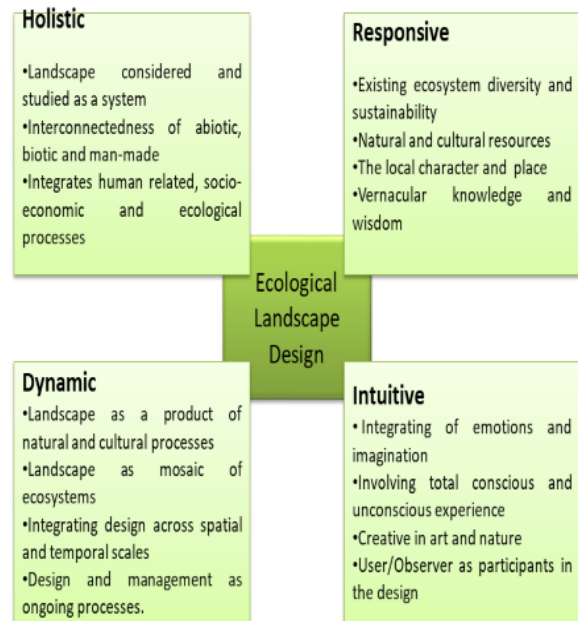 Holistic
•Landscape considered and
studied as a system
•Interconnectedness of abiotic,
biotic and man-made
•Integrates human related, socio-
economic and ecological
processes
Responsive
•Existing ecosystem diversity and
sustainability
•Natural and cultural resources
•The local character and place
•Vernacular knowledge and
wisdom
Ecological
Landscape
Design
Dynamic
•Landscape as a product of
natural and cultural processes
•Landscape as mosaic of
ecosystems
•Integrating design across spatial
and temporal scales
•Design and management as
ongoing processes.
Intuitive
• Integrating of emotions and
imagination
•Involving total conscious and
unconscious experience
•Creative in art and nature
•User/Observer as participants in
the design